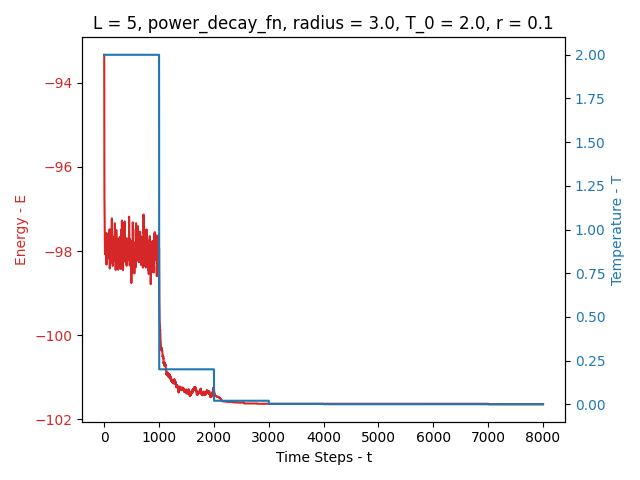 L = 5, power_decay_fn, radius = 3.0, T_0 = 2.0, r = 0.1
−94
−96
−98
−100
−102
Energy - E
2.00
1.75
1.50
1.25
1.00
0.75
0.50
0.25
0.00
Temperature - T
0 1000 2000 3000 4000 5000 6000 7000 8000
Time Steps - t